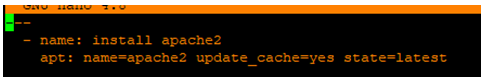 GNU nano 4.8
---
- name: install apache2
apt: name=apache2 update_cache=yes state=latest